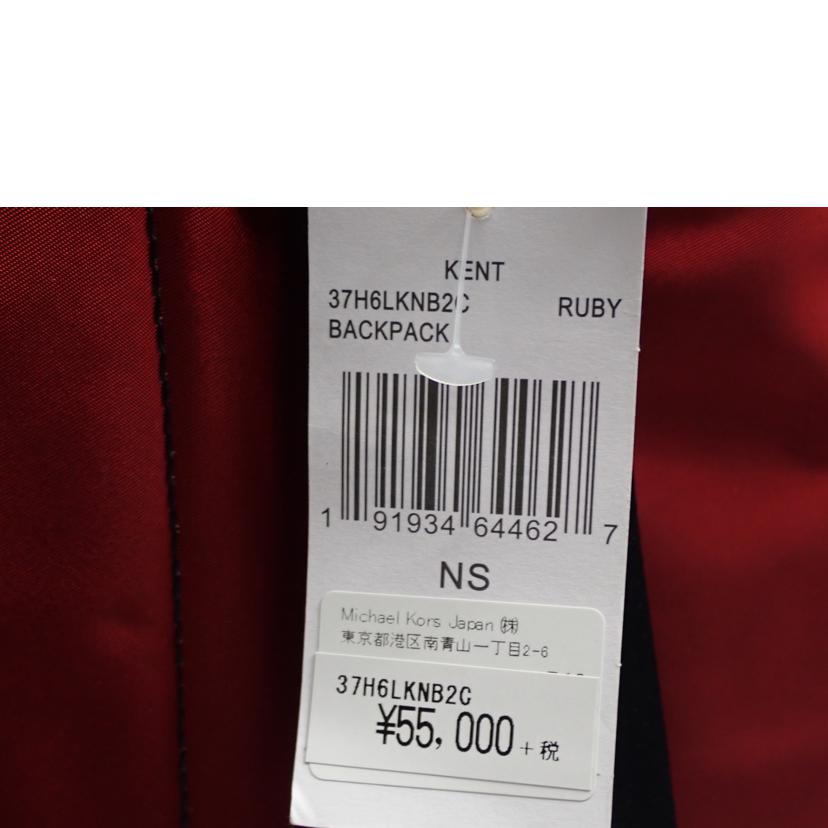 KENT
37H6LKNB2C RUBY
BACKPACK
1 91934 64462 7
NS
Michael Kors Japan ㈱
東京都港区南青山一丁目2-6
37H6LKNB2C
¥55,000+税